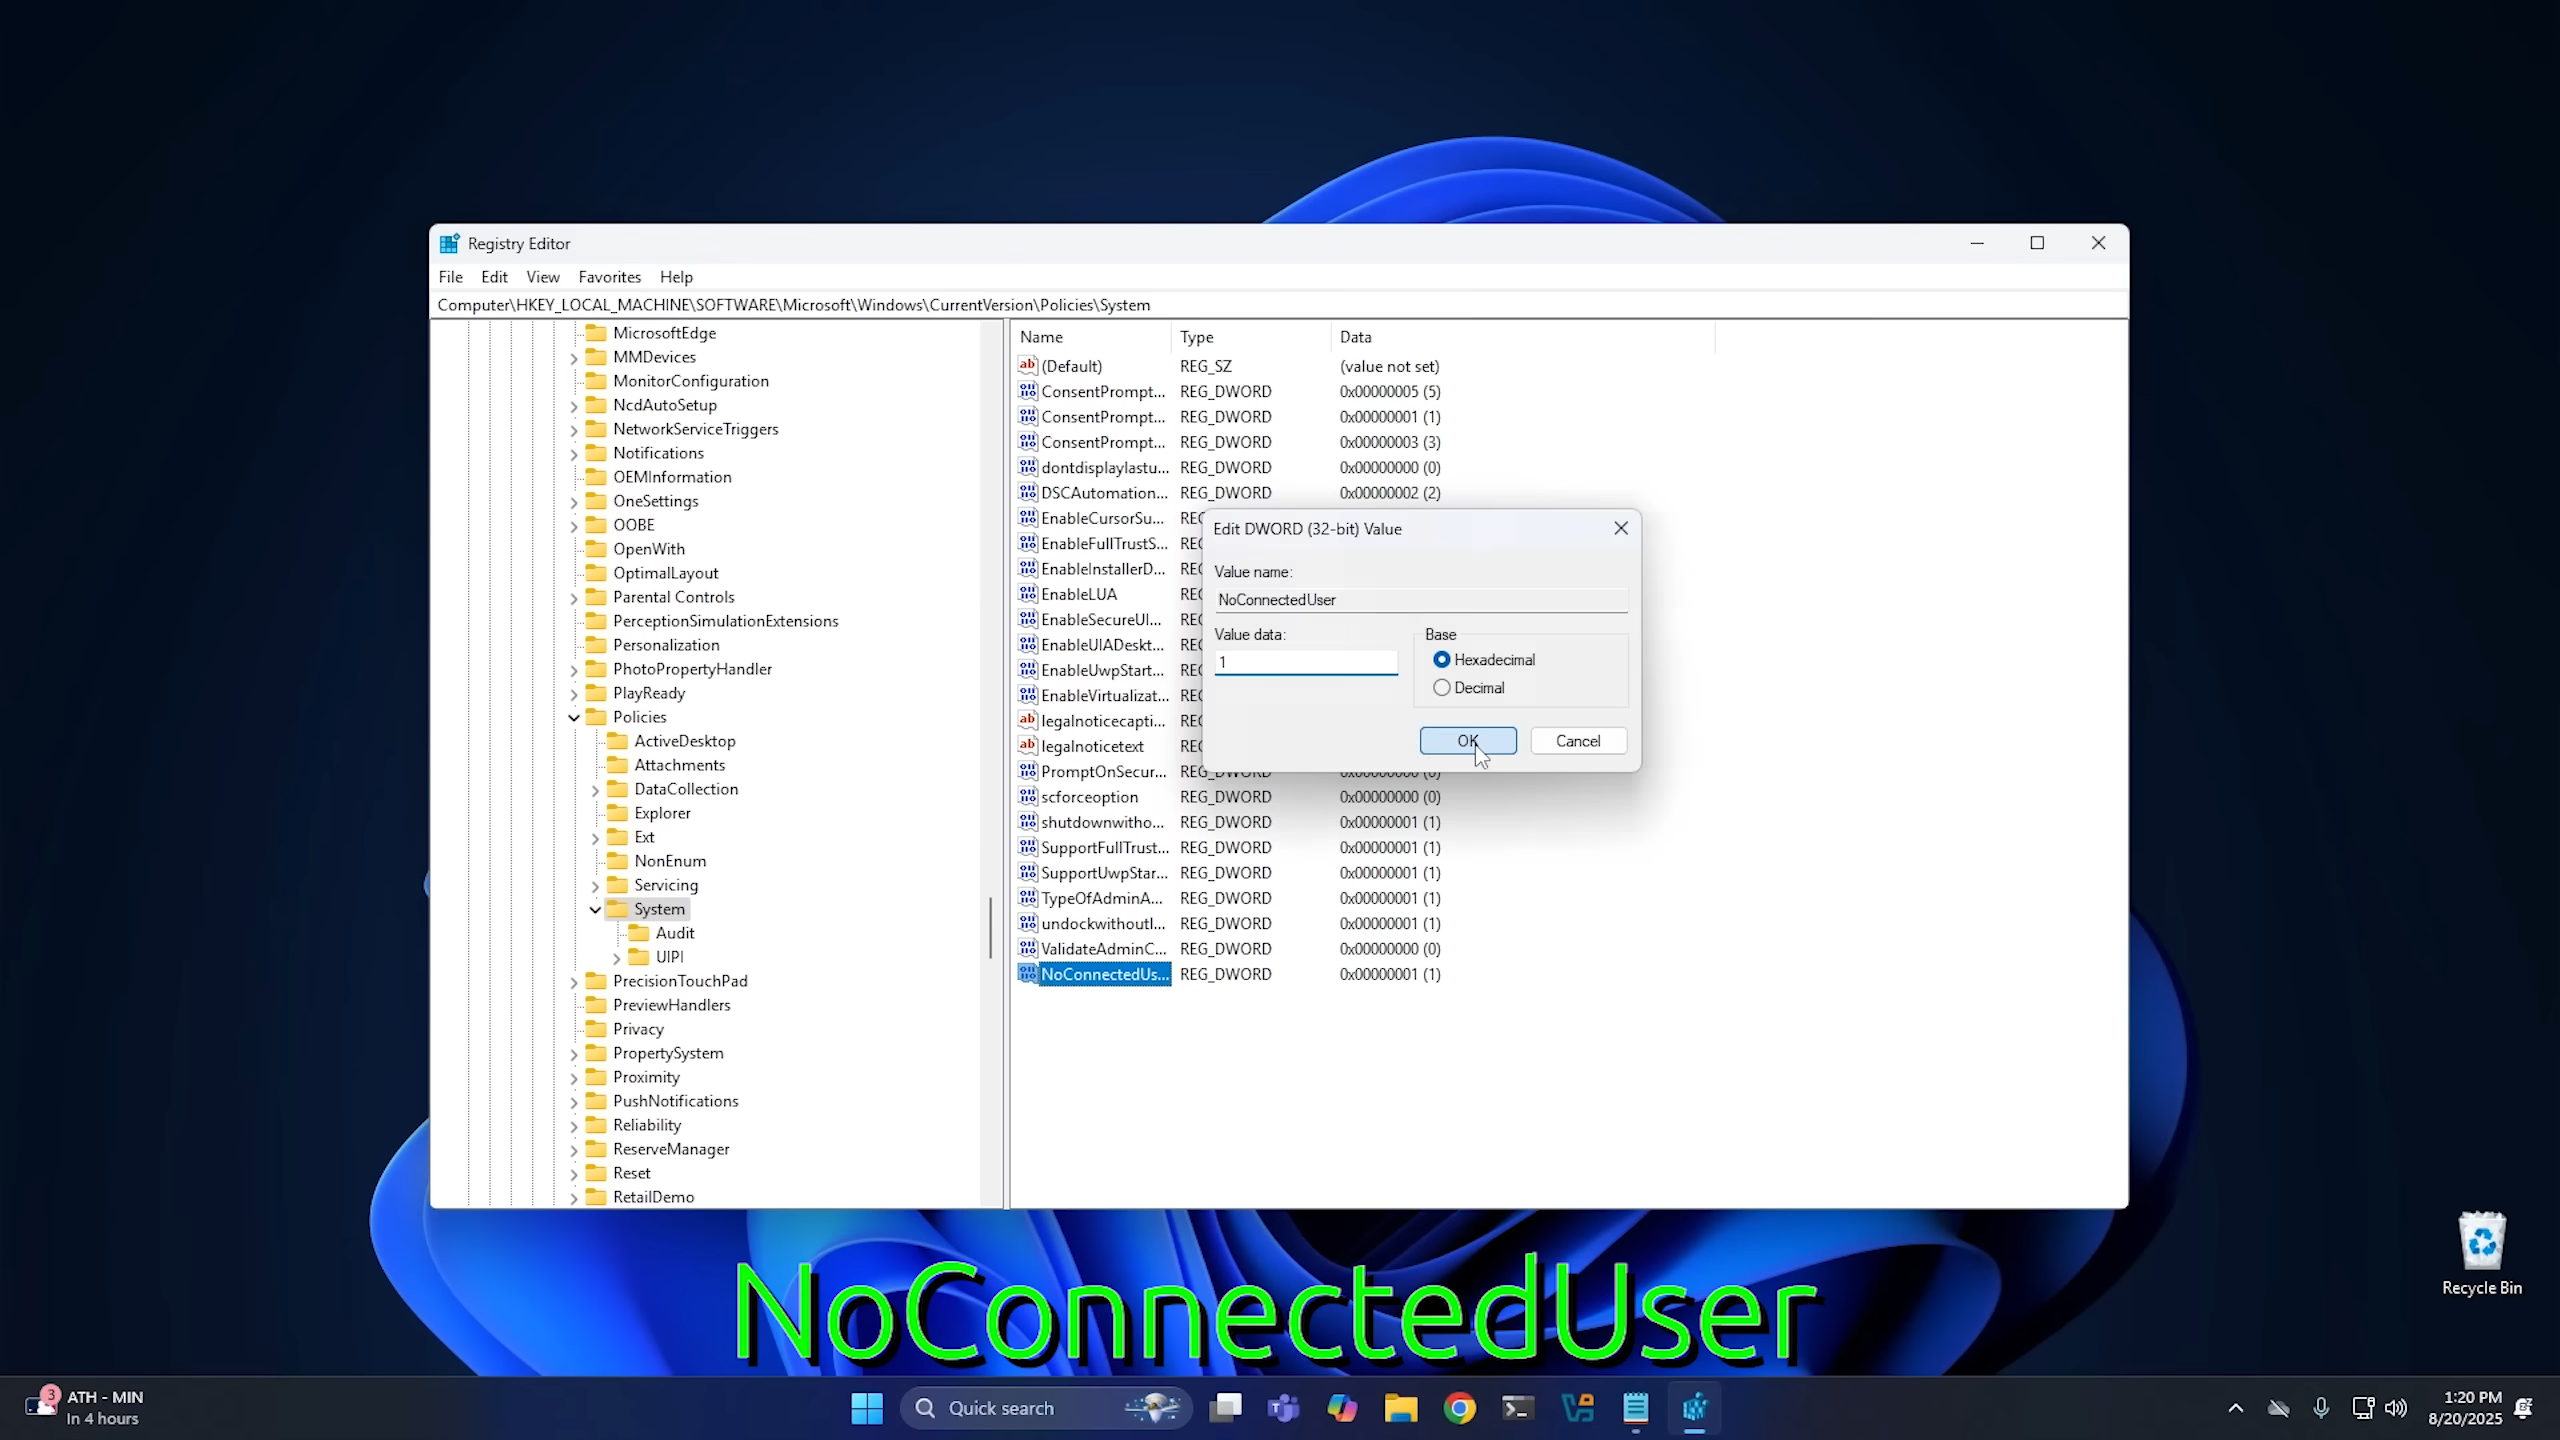 Registry Editor
File Edit View Favorites Help
Computer\HKEY_LOCAL_MACHINE\SOFTWARE\Microsoft\Windows\CurrentVersion\Policies\System
MicrosoftEdge
MMDevices
MonitorConfiguration
NcdAutoSetup
NetworkServiceTriggers
Notifications
OEMInformation
OneSettings
OOBE
OpenWith
OptimalLayout
Parental Controls
PerceptionSimulationExtensions
Personalization
PhotoPropertyHandler
PlayReady
Policies
ActiveDesktop
Attachments
DataCollection
Explorer
Ext
NonEnum
Servicing
System
Audit
UIPI
PrecisionTouchPad
PreviewHandlers
Privacy
PropertySystem
Proximity
PushNotifications
Reliability
ReserveManager
Reset
RetailDemo
Name Type Data
(Default) REG_SZ (value not set)
ConsentPrompt... REG_DWORD 0x00000005 (5)
ConsentPrompt... REG_DWORD 0x00000001 (1)
ConsentPrompt... REG_DWORD 0x00000003 (3)
dontdisplaylastu... REG_DWORD 0x00000000 (0)
DSCAutomation... REG_DWORD 0x00000002 (2)
EnableCursorSu...
EnableFullTrustS...
EnableInstallerD...
EnableLUA
EnableSecureUI...
EnableUIADeskt...
EnableUwpStart...
EnableVirtualizat...
legalnoticecapti...
legalnoticetext
PromptOnSecur... REG_DWORD 0x00000000 (0)
scforceoption REG_DWORD 0x00000000 (0)
shutdownwitho... REG_DWORD 0x00000001 (1)
SupportFullTrust... REG_DWORD 0x00000001 (1)
SupportUwpStar... REG_DWORD 0x00000001 (1)
TypeOfAdminA... REG_DWORD 0x00000001 (1)
undockwithoutl... REG_DWORD 0x00000001 (1)
ValidateAdminC... REG_DWORD 0x00000000 (0)
NoConnectedUs... REG_DWORD 0x00000001 (1)
Edit DWORD (32-bit) Value
Value name:
NoConnectedUser
Value data:
1
Base
Hexadecimal
Decimal
OK Cancel
Recycle Bin
NoConnectedUser
3
ATH - MIN
In 4 hours
Quick search
1:20 PM
8/20/2025